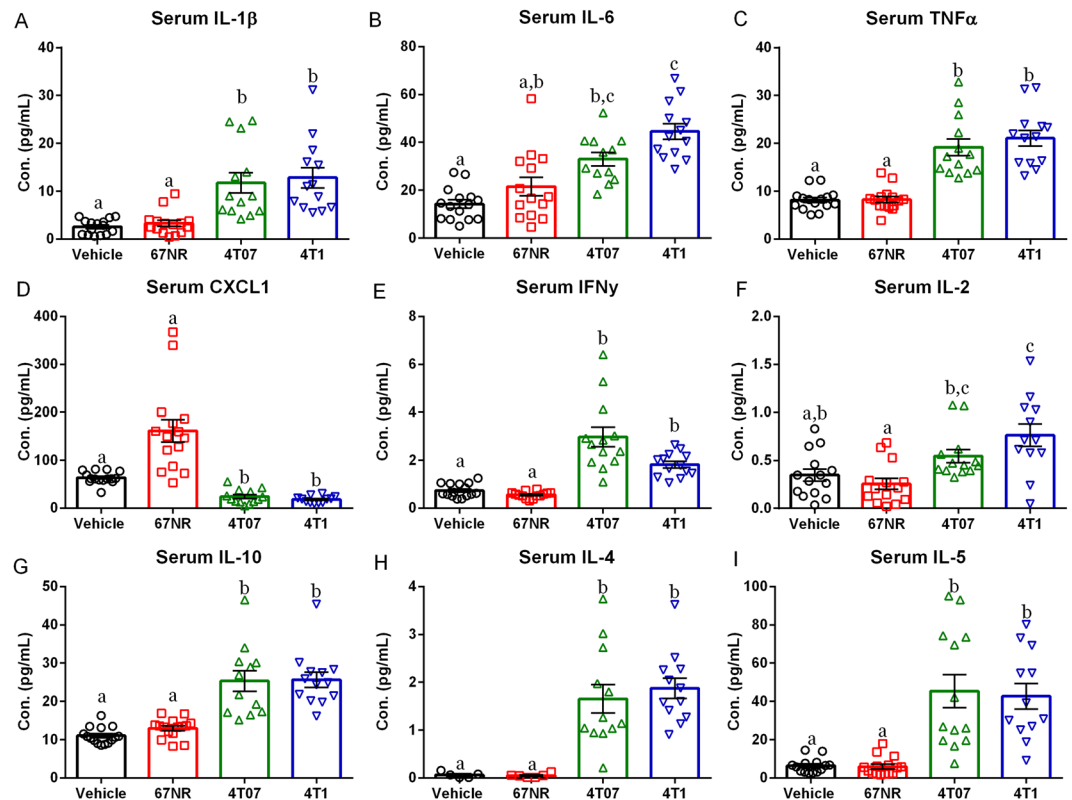 A Serum IL-1β
Con. (pg/mL)
40
30
20
10
0
a
a
b
b
Vehicle 67NR 4T07 4T1
B Serum IL-6
Con. (pg/mL)
80
60
40
20
0
a
a,b
b,c
c
Vehicle 67NR 4T07 4T1
C Serum TNFα
Con. (pg/mL)
40
30
20
10
0
a
a
b
b
Vehicle 67NR 4T07 4T1
D Serum CXCL1
Con. (pg/mL)
400
300
200
100
0
a
a
b
b
Vehicle 67NR 4T07 4T1
E Serum IFNy
Con. (pg/mL)
8
6
4
2
0
a
a
b
b
Vehicle 67NR 4T07 4T1
F Serum IL-2
Con. (pg/mL)
2.0
1.5
1.0
0.5
0.0
a,b
a
b,c
c
Vehicle 67NR 4T07 4T1
G Serum IL-10
Con. (pg/mL)
50
40
30
20
10
0
a
a
b
b
Vehicle 67NR 4T07 4T1
H Serum IL-4
Con. (pg/mL)
4
3
2
1
0
a
a
b
b
Vehicle 67NR 4T07 4T1
I Serum IL-5
Con. (pg/mL)
100
80
60
40
20
0
a
a
b
b
Vehicle 67NR 4T07 4T1